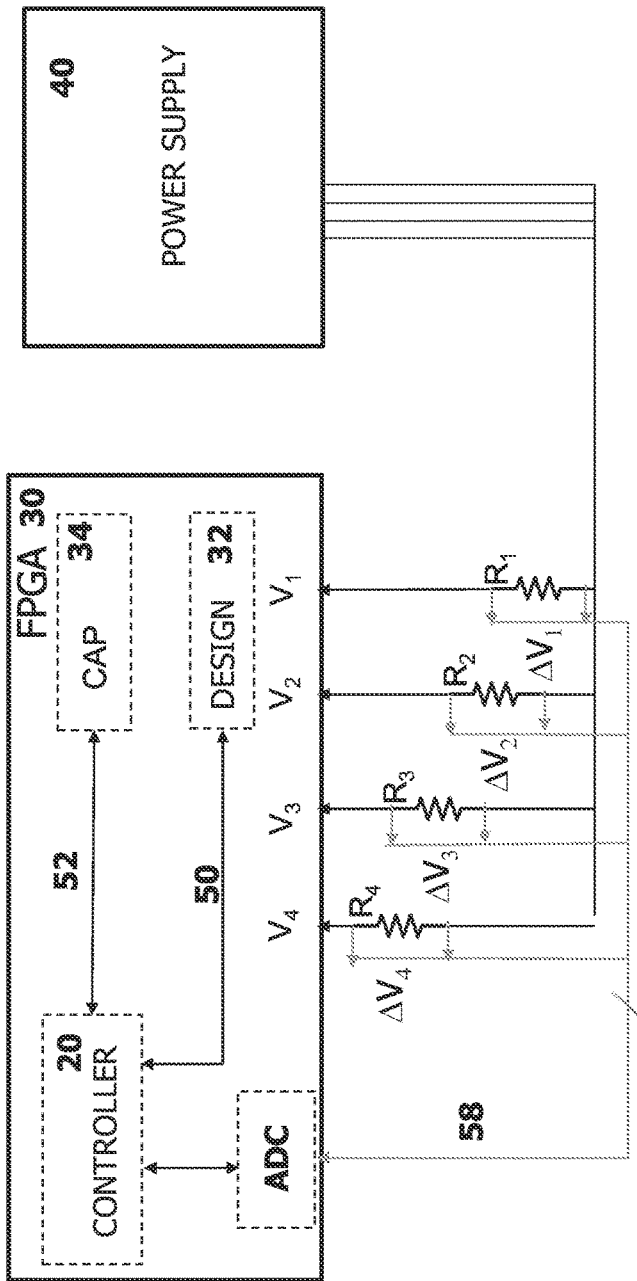 FPGA 30
20
CONTROLLER
52
34
CAP
50
32
DESIGN
ADC
V4
V3
V2
V1
40
POWER SUPPLY
R4
R3
R2
R1
ΔV4
ΔV3
ΔV2
ΔV1
58